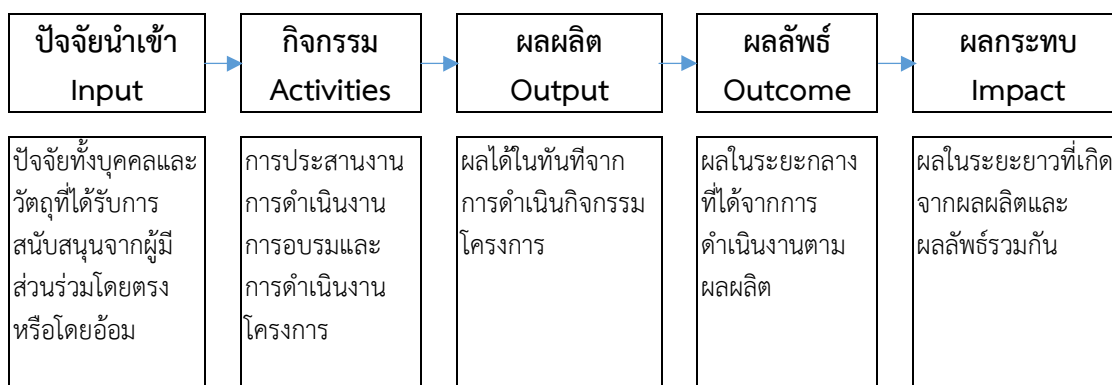 ปัจจัยนำเข้า
Input
กิจกรรม
Activities
ผลผลิต
Output
ผลลัพธ์
Outcome
ผลกระทบ
Impact
ปัจจัยทั้งบุคคลและ
วัตถุที่ได้รับการ
สนับสนุนจากผู้มี
ส่วนร่วมโดยตรง
หรือโดยอ้อม
การประสานงาน
การดำเนินงาน
การอบรมและ
การดำเนินงาน
โครงการ
ผลได้ในทันทีจาก
การดำเนินกิจกรรม
โครงการ
ผลในระยะกลาง
ที่ได้จากการ
ดำเนินงานตาม
ผลผลิต
ผลในระยะยาวที่เกิด
จากผลผลิตและ
ผลลัพธ์รวมกัน